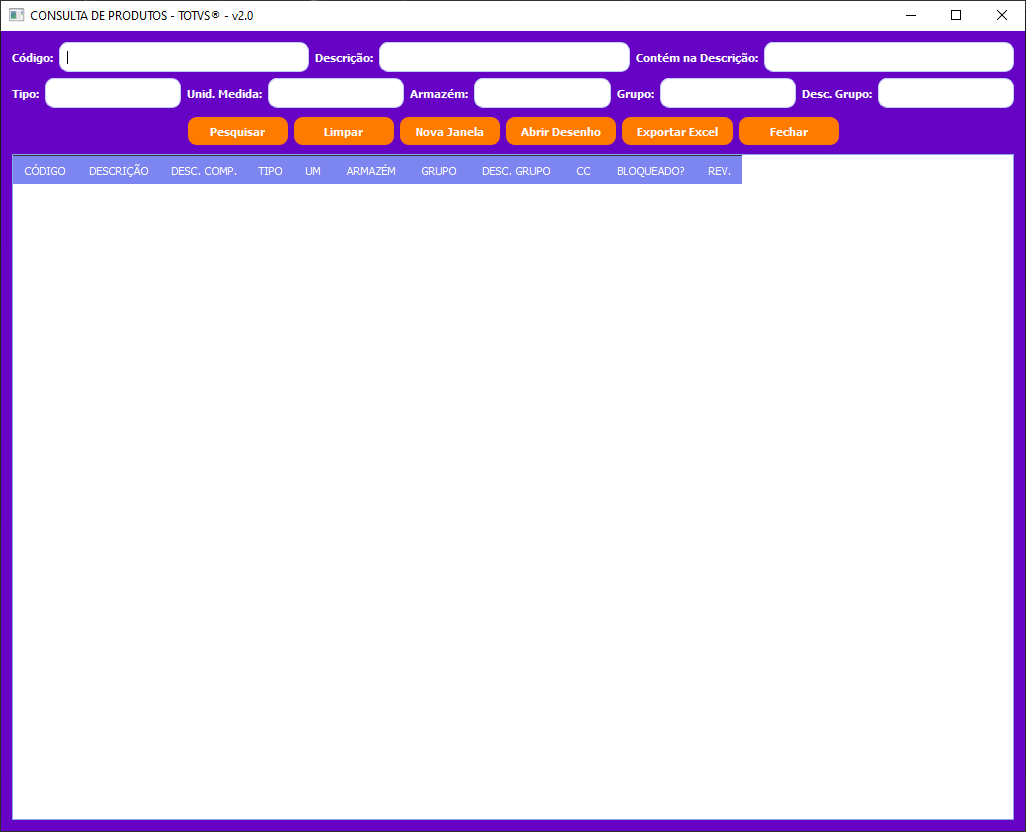 CONSULTA DE PRODUTOS - TOTVS® - v2.0
Código: Descrição: Contém na Descrição:
Tipo: Unid. Medida: Armazém: Grupo: Desc. Grupo:
Pesquisar Limpar Nova Janela Abrir Desenho Exportar Excel Fechar
CÓDIGO DESCRIÇÃO DESC. COMP. TIPO UM ARMAZÉM GRUPO DESC. GRUPO CC BLOQUEADO? REV.